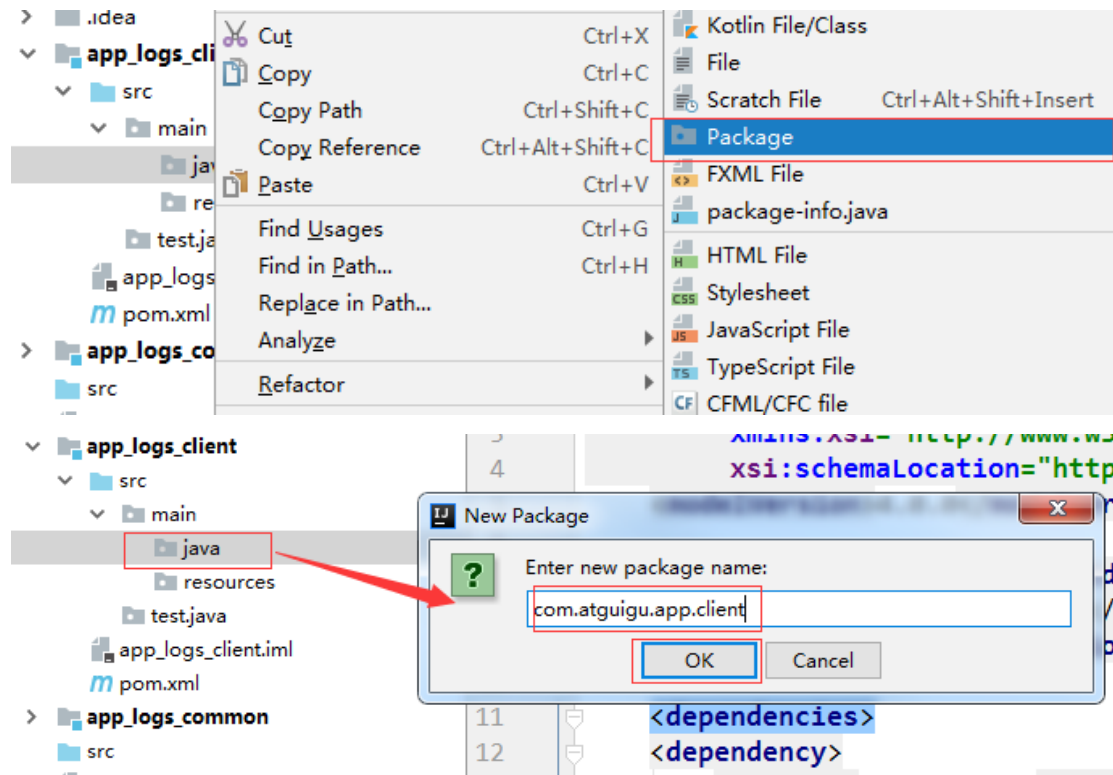 .idea
app_logs_cli
src
main
jav
re
test.ja
app_logs
pom.xml
app_logs_co
src
Cut Ctrl+X
Copy Ctrl+C
Copy Path Ctrl+Shift+C
Copy Reference Ctrl+Alt+Shift+C
Paste Ctrl+V
Find Usages Ctrl+G
Find in Path... Ctrl+H
Replace in Path...
Analyze
Refactor
Kotlin File/Class
File
Scratch File Ctrl+Alt+Shift+Insert
Package
FXML File
package-info.java
HTML File
Stylesheet
JavaScript File
TypeScript File
CFML/CFC file
app_logs_client
src
main
java
resources
test.java
app_logs_client.iml
pom.xml
app_logs_common
src
xmlns:xsi="http://www.w3
4 xsi:schemaLocation="http
New Package
Enter new package name:
com.atguigu.app.client
OK Cancel
11 <dependencies>
12 <dependency>